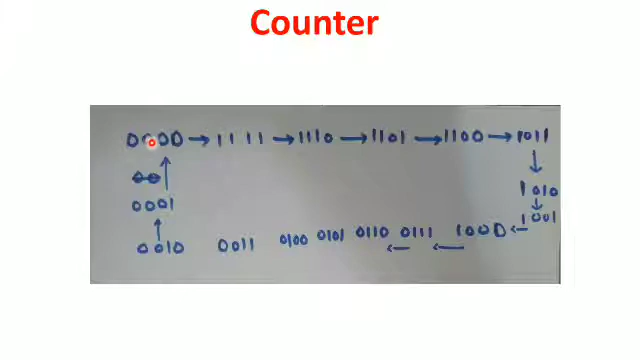 Counter
0000 → 1111 → 1110 → 1101 → 1100 → 1011
1010
0001
1001
0010 0011 0100 0101 0110 ← 0111 ← 1000 ←